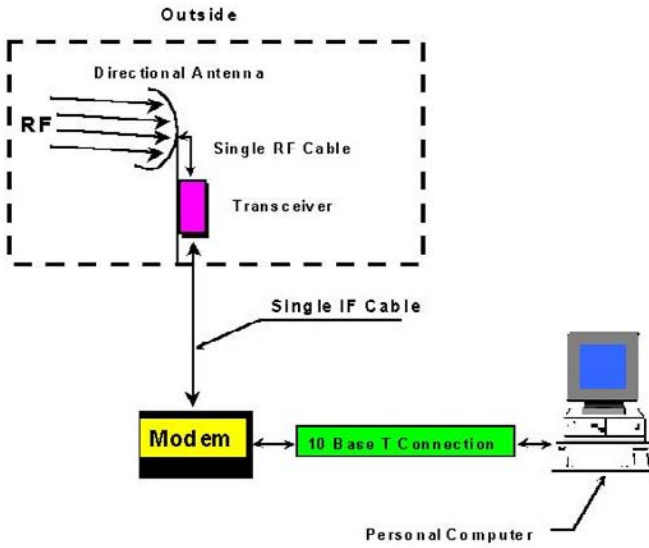 Outside
Directional Antenna
RF
Single RF Cable
Transceiver
Single IF Cable
Modem
10 Base T Connection
Personal Computer